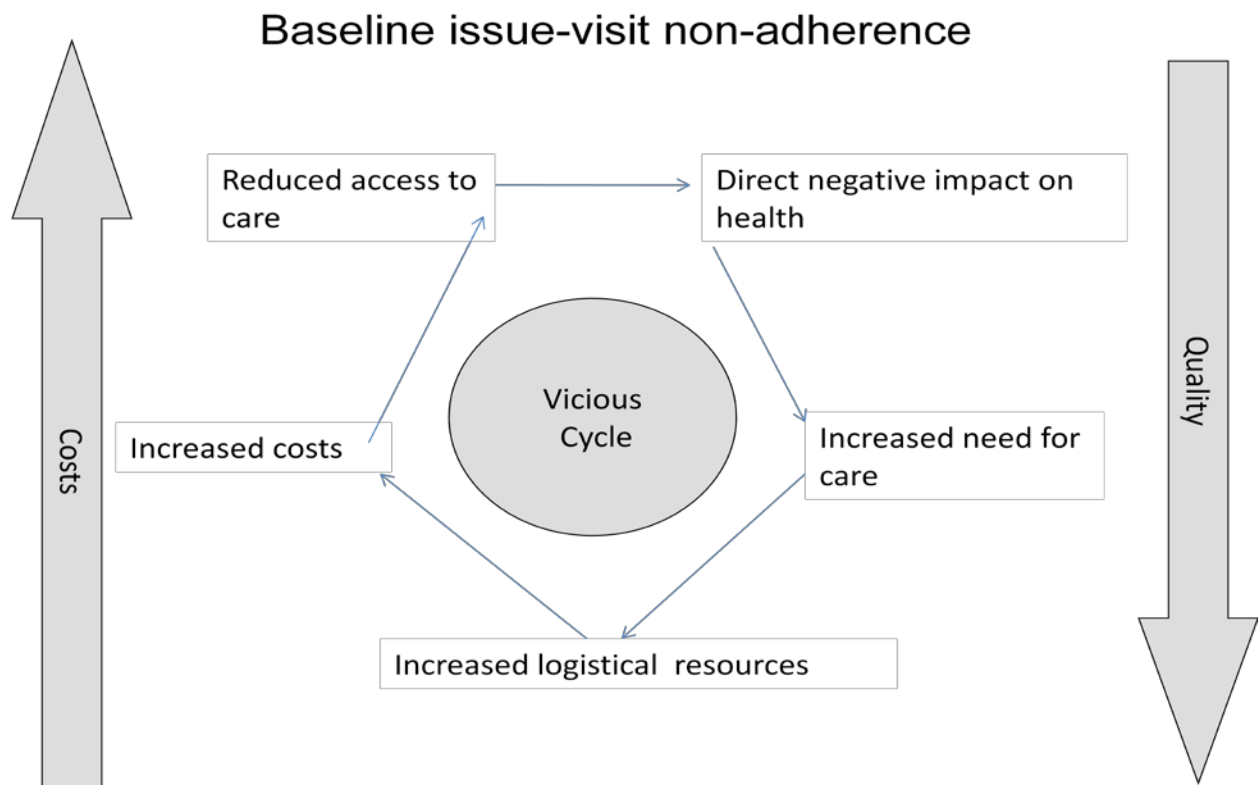 Baseline issue-visit non-adherence
Reduced access to
care
Direct negative impact on
health
Costs
Quality
Vicious
Cycle
Increased costs
Increased need for
care
Increased logistical  resources